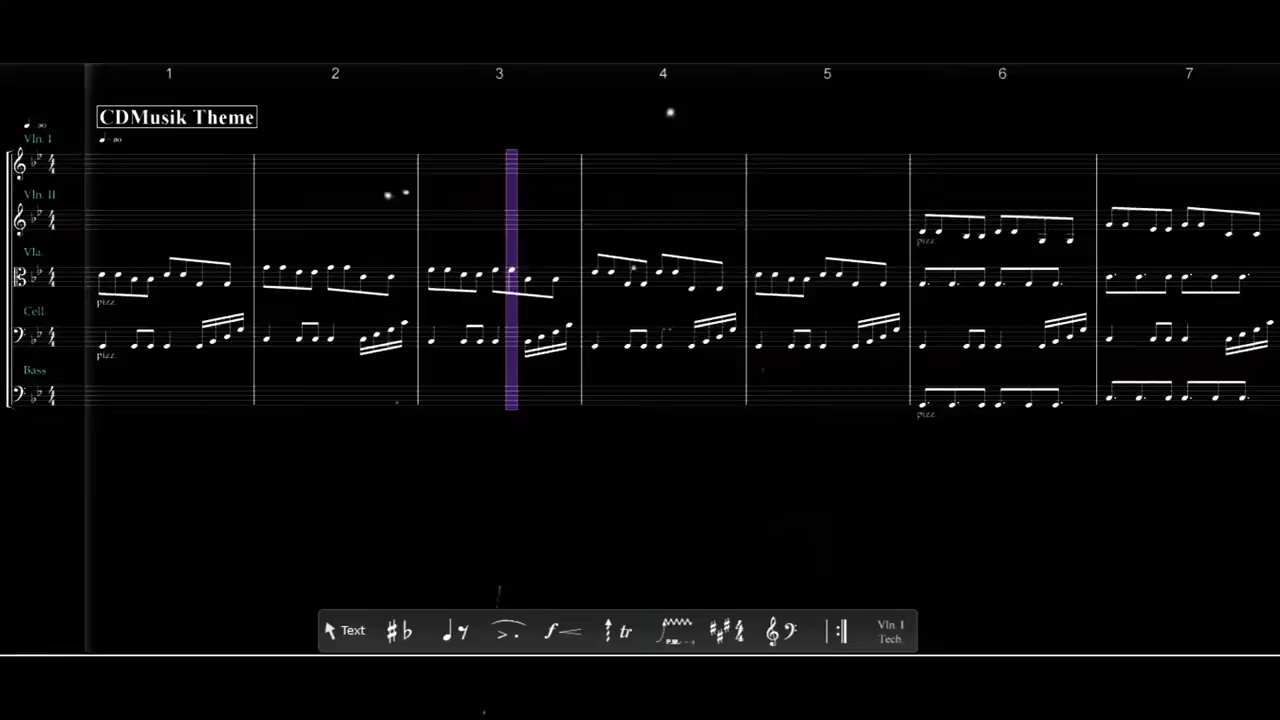 1 2 3 4 5 6 7
CDMusik Theme
Vln. I
Vln. II
pizz.
Vla.
pizz.
Cell
pizz.
Bass
pizz.
Text
f
tr
P.M.
Vln. I
Tech.